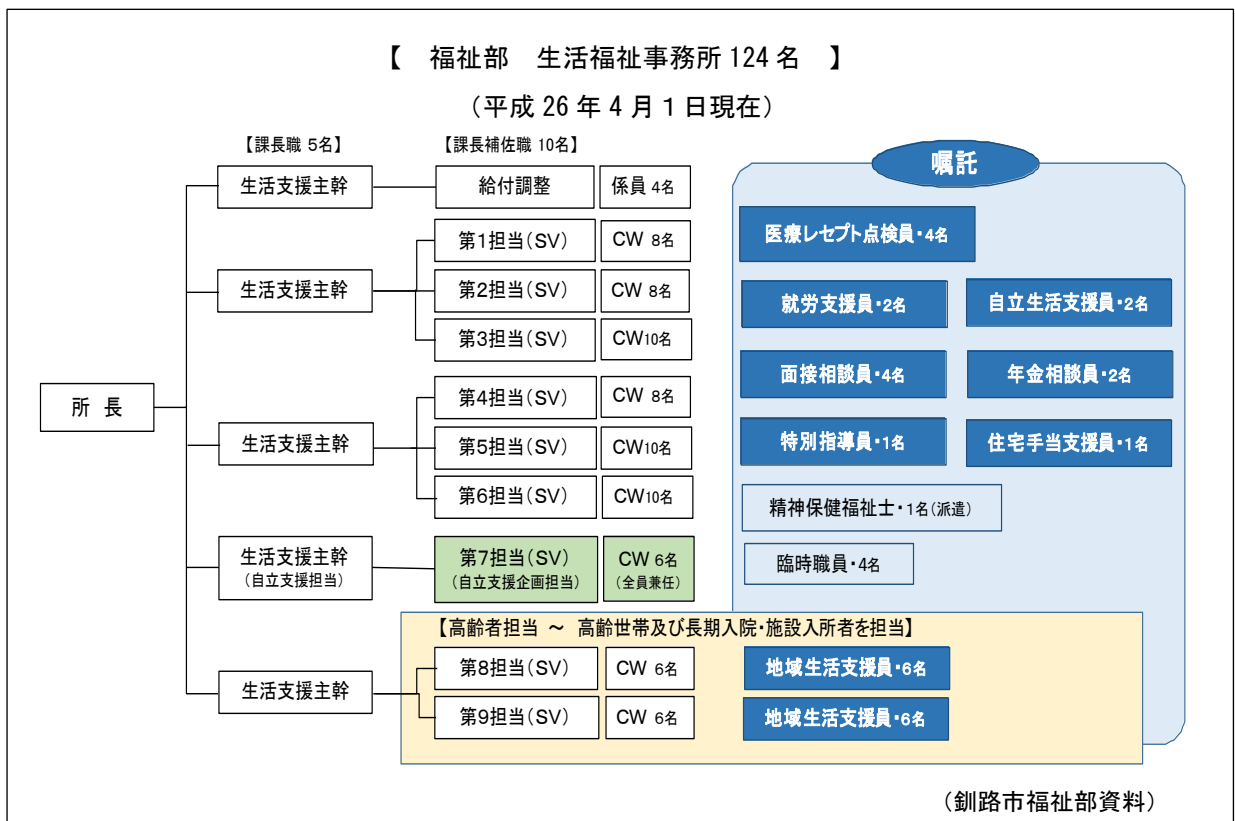 【 福祉部 生活福祉事務所 124 名 】
(平成 26 年 4 月 1 日現在)
【課長職 5名】
【課長補佐職 10名】
嘱託
所 長
生活支援主幹
給付調整
係員 4名
生活支援主幹
第1担当(SV)
CW 8名
第2担当(SV)
CW 8名
第3担当(SV)
CW10名
生活支援主幹
第4担当(SV)
CW 8名
第5担当(SV)
CW10名
第6担当(SV)
CW10名
生活支援主幹
(自立支援担当)
第7担当(SV)
(自立支援企画担当)
CW 6名
(全員兼任)
【高齢者担当 ～ 高齢世帯及び長期入院・施設入所者を担当】
生活支援主幹
第8担当(SV)
CW 6名
地域生活支援員・6名
第9担当(SV)
CW 6名
地域生活支援員・6名
医療レセプト点検員・4名
就労支援員・2名
自立生活支援員・2名
面接相談員・4名
年金相談員・2名
特別指導員・1名
住宅手当支援員・1名
精神保健福祉士・1名(派遣)
臨時職員・4名
(釧路市福祉部資料)